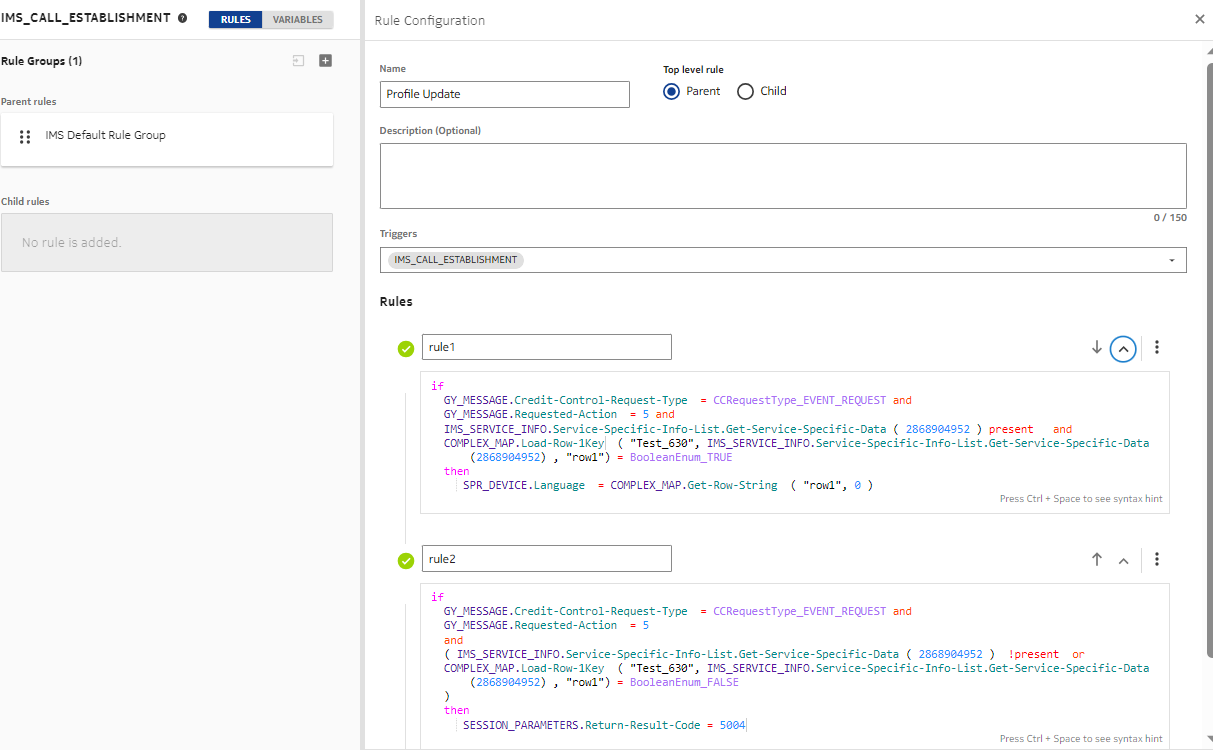 IMS_CALL_ESTABLISHMENT ? RULES VARIABLES
Rule Groups (1)
Parent rules
IMS Default Rule Group
Child rules
No rule is added.
Rule Configuration
Name
Profile Update
Top level rule
Parent Child
Description (Optional)
0 / 150
Triggers
IMS_CALL_ESTABLISHMENT
Rules
rule1
if
GY_MESSAGE.Credit-Control-Request-Type = CCRequestType_EVENT_REQUEST and
GY_MESSAGE.Requested-Action = 5 and
IMS_SERVICE_INFO.Service-Specific-Info-List.Get-Service-Specific-Data ( 2868904952 ) present and
COMPLEX_MAP.Load-Row-1Key ( "Test_630", IMS_SERVICE_INFO.Service-Specific-Info-List.Get-Service-Specific-Data
(2868904952) , "row1") = BooleanEnum_TRUE
then
SPR_DEVICE.Language = COMPLEX_MAP.Get-Row-String ( "row1", 0 )
Press Ctrl + Space to see syntax hint
rule2
if
GY_MESSAGE.Credit-Control-Request-Type = CCRequestType_EVENT_REQUEST and
GY_MESSAGE.Requested-Action = 5
and
( IMS_SERVICE_INFO.Service-Specific-Info-List.Get-Service-Specific-Data ( 2868904952 ) !present or
COMPLEX_MAP.Load-Row-1Key ( "Test_630", IMS_SERVICE_INFO.Service-Specific-Info-List.Get-Service-Specific-Data
(2868904952) , "row1") = BooleanEnum_FALSE
)
then
SESSION_PARAMETERS.Return-Result-Code = 5004
Press Ctrl + Space to see syntax hint